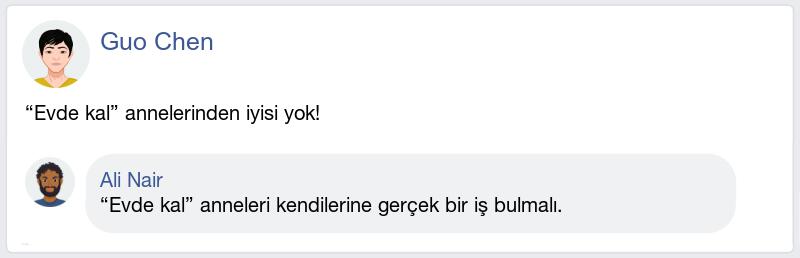 Guo Chen
“Evde kal” annelerinden iyisi yok!
Ali Nair
“Evde kal” anneleri kendilerine gerçek bir iş bulmalı.